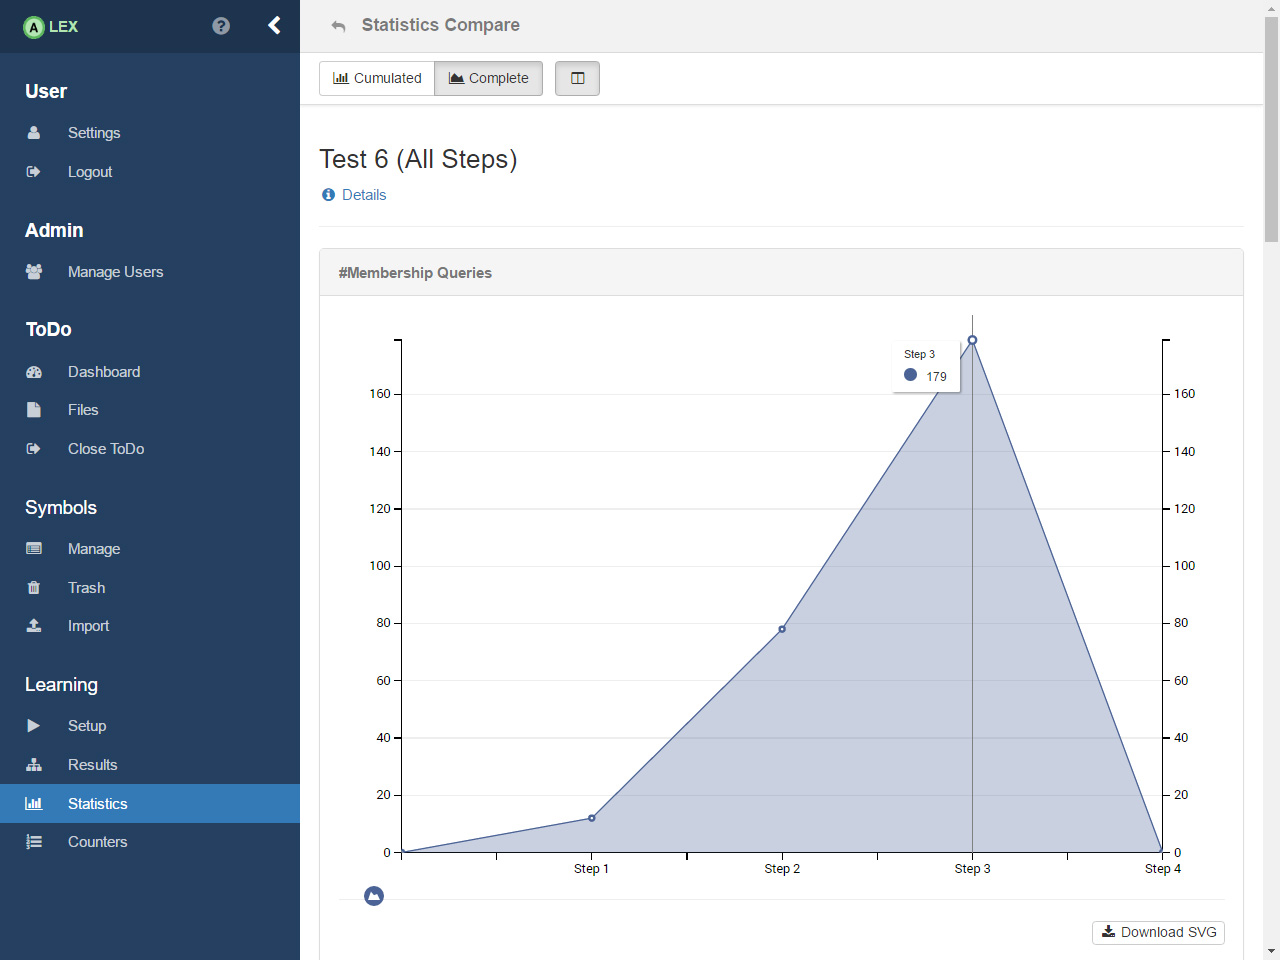 A LEX ?
User
Settings
Logout
Admin
Manage Users
ToDo
Dashboard
Files
Close ToDo
Symbols
Manage
Trash
Import
Learning
Setup
Results
Statistics
Counters
Statistics Compare
Cumulated Complete
Test 6 (All Steps)
Details
#Membership Queries
Step 3
179
160 160
140 140
120 120
100 100
80 80
60 60
40 40
20 20
0 0
Step 1 Step 2 Step 3 Step 4
Download SVG